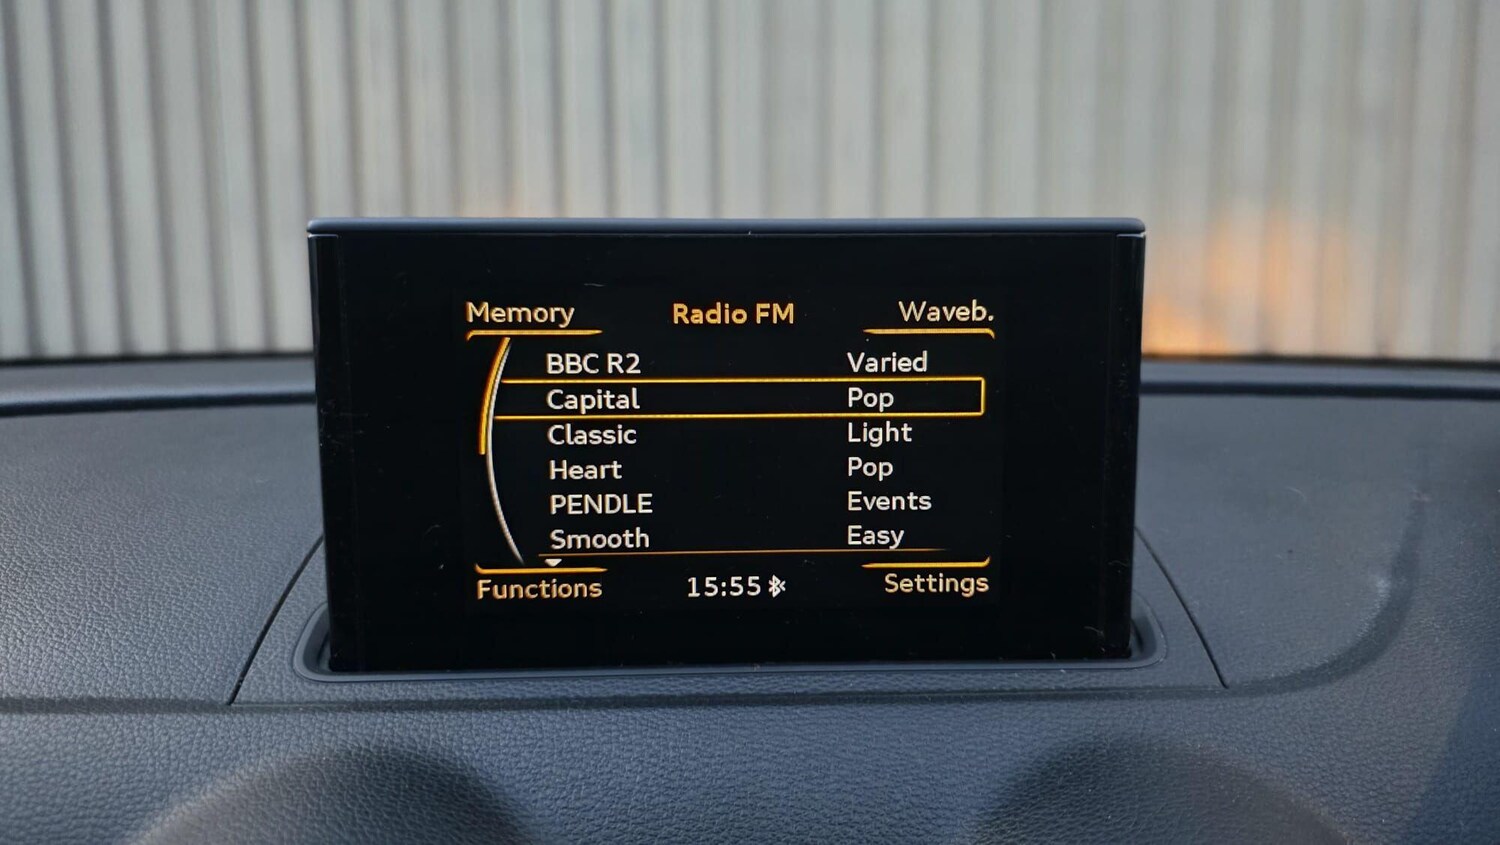 Memory Radio FM Waveb.
BBC R2 Varied
Capital Pop
Classic Light
Heart Pop
PENDLE Events
Smooth Easy
Functions 15:55 Settings